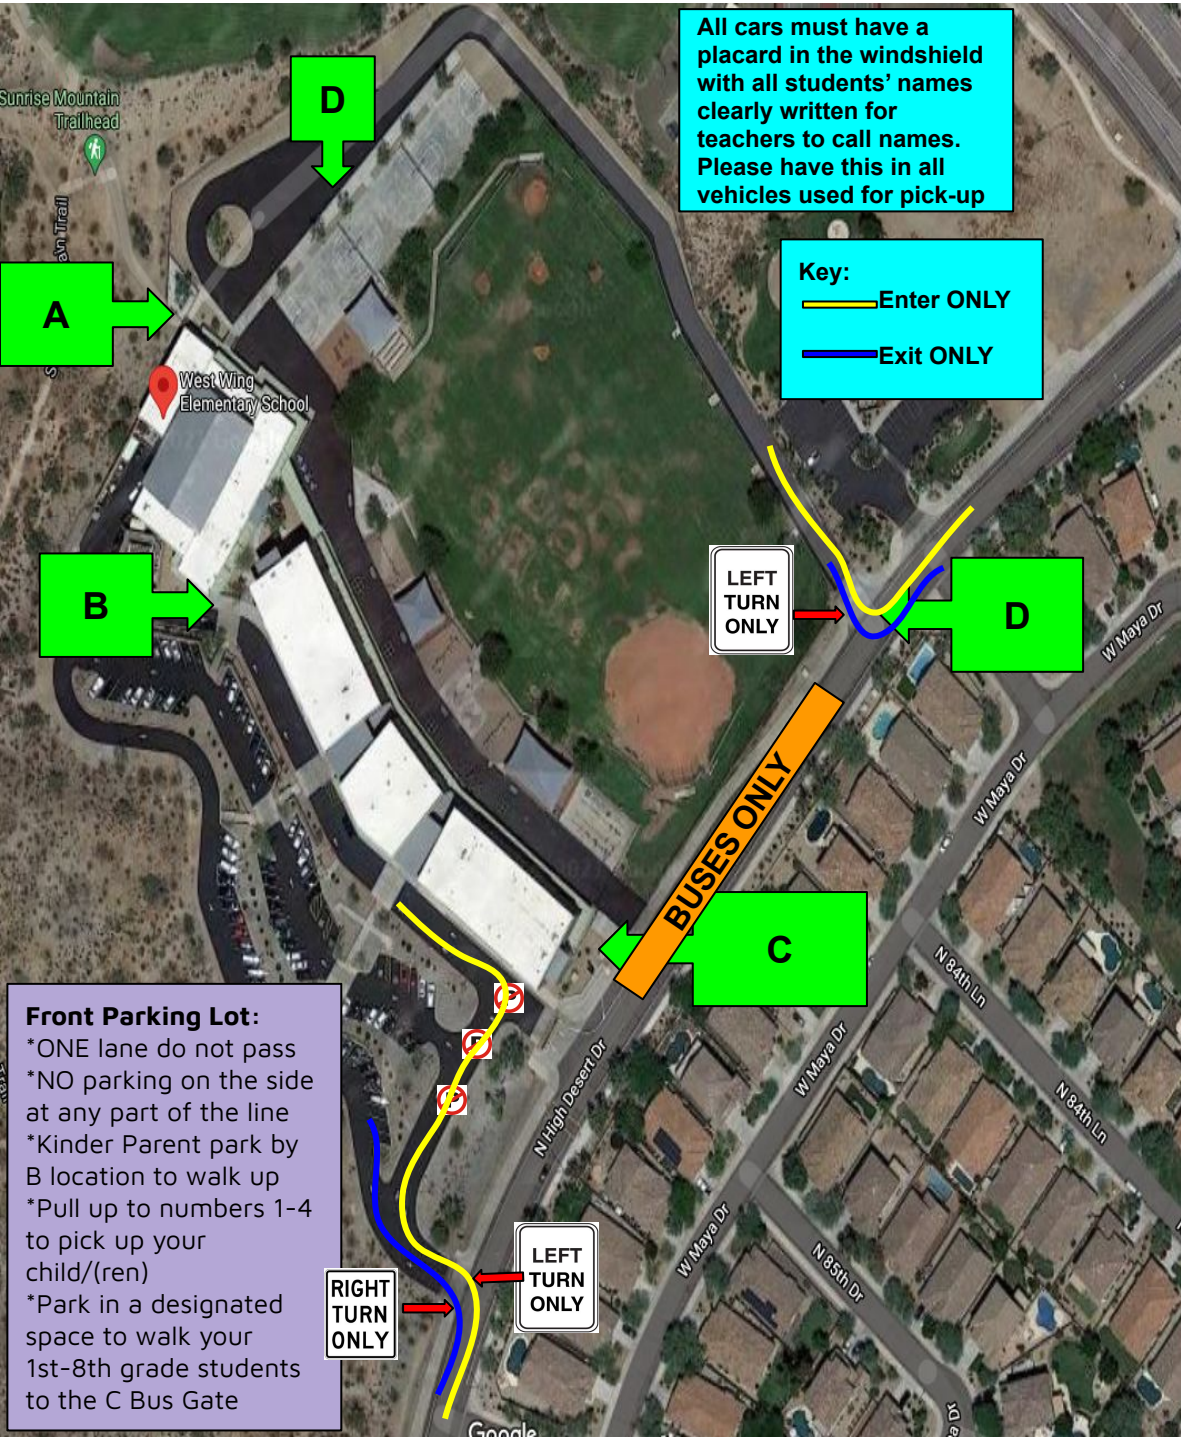 All cars must have a
placard in the windshield
with all students' names
clearly written for
teachers to call names.
Please have this in all
vehicles used for pick-up
Sunrise Mountain
Trailhead
D
Key:
Enter ONLY
Exit ONLY
A
West Wing
Elementary School
B
LEFT
TURN
ONLY
D
W Maya Dr
W Maya Dr
BUSES ONLY
C
N 84th Ln
N High Desert Dr
W Maya Dr
N 84th Ln
W Maya Dr
N 85th Dr
Front Parking Lot:
*ONE lane do not pass
*NO parking on the side
at any part of the line
*Kinder Parent park by
B location to walk up
*Pull up to numbers 1-4
to pick up your
child/(ren)
*Park in a designated
space to walk your
1st-8th grade students
to the C Bus Gate
P
P
P
LEFT
TURN
ONLY
RIGHT
TURN
ONLY
Google